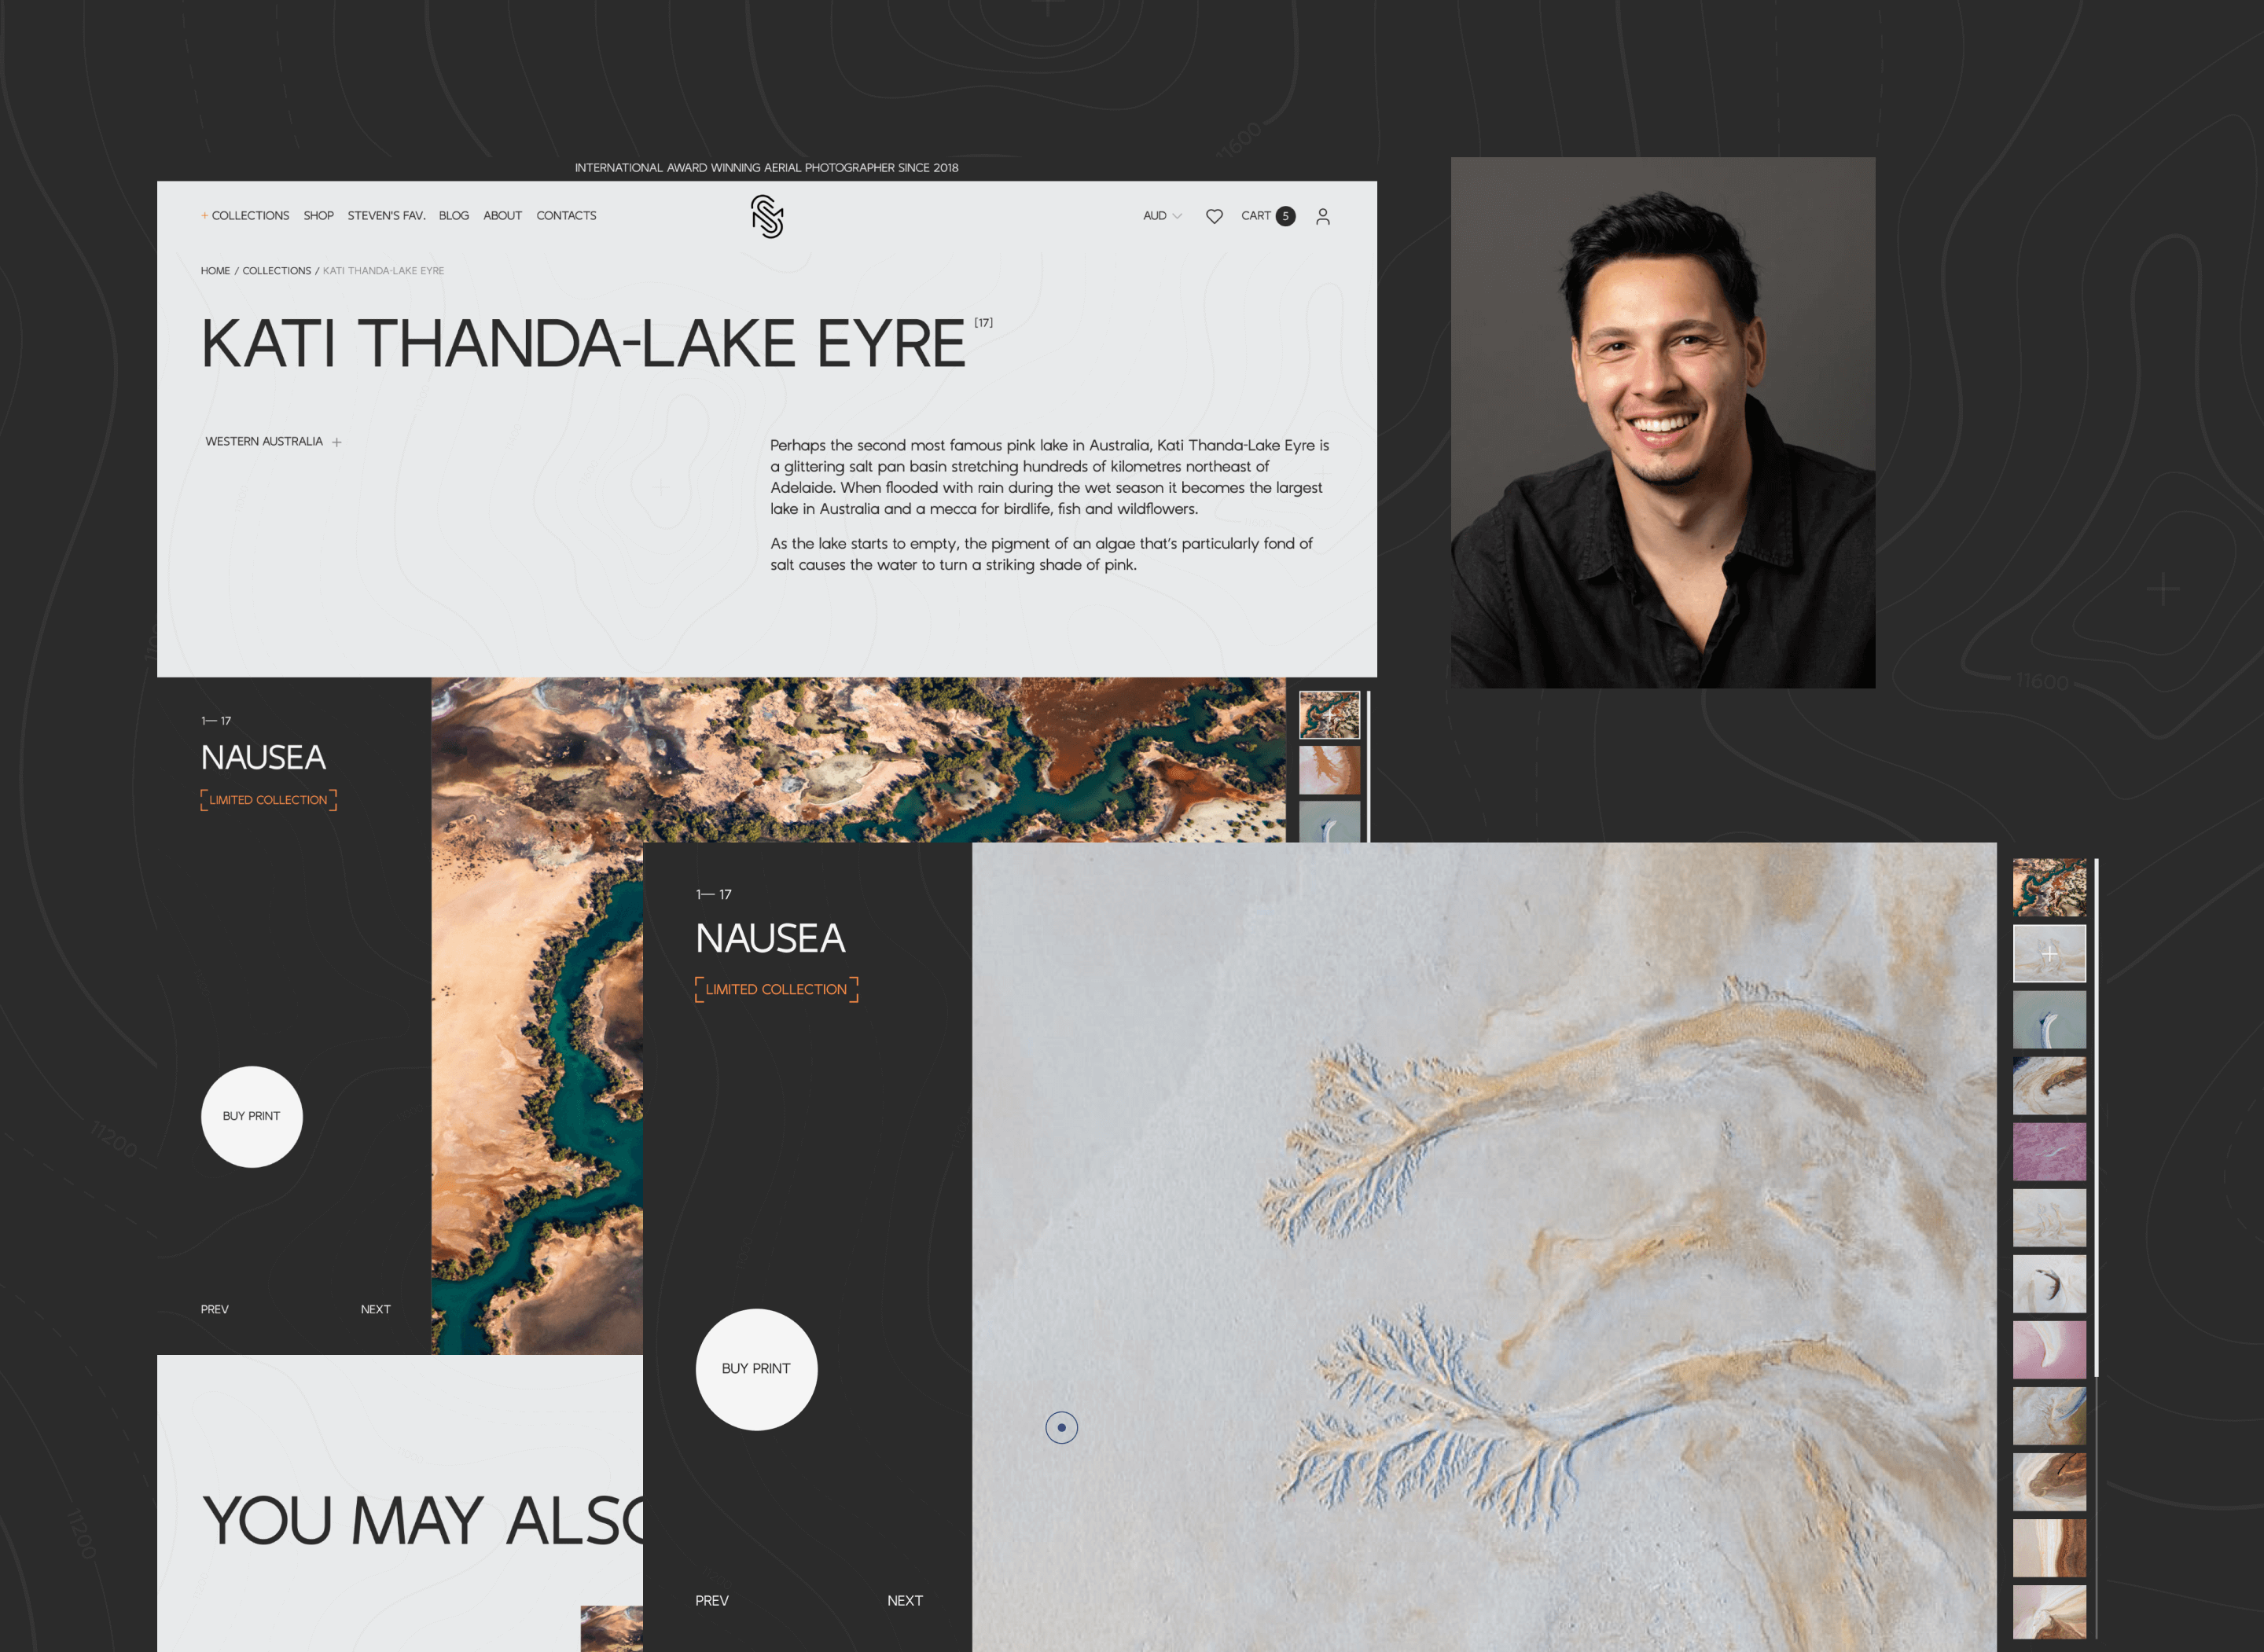 11600
INTERNATIONAL AWARD WINNING AERIAL PHOTOGRAPHER SINCE 2018
+ COLLECTIONS SHOP STEVEN'S FAV. BLOG ABOUT CONTACTS
AUD CART 5
HOME / COLLECTIONS / KATI THANDA-LAKE EYRE
KATI THANDA-LAKE EYRE [17]
WESTERN AUSTRALIA +
Perhaps the second most famous pink lake in Australia, Kati Thanda-Lake Eyre is
a glittering salt pan basin stretching hundreds of kilometres northeast of
Adelaide. When flooded with rain during the wet season it becomes the largest
lake in Australia and a mecca for birdlife, fish and wildflowers.
As the lake starts to empty, the pigment of an algae that's particularly fond of
salt causes the water to turn a striking shade of pink.
11600
1— 17
NAUSEA
LIMITED COLLECTION
BUY PRINT
PREV NEXT
11200
1— 17
NAUSEA
LIMITED COLLECTION
BUY PRINT
PREV NEXT
YOU MAY ALSO
11200